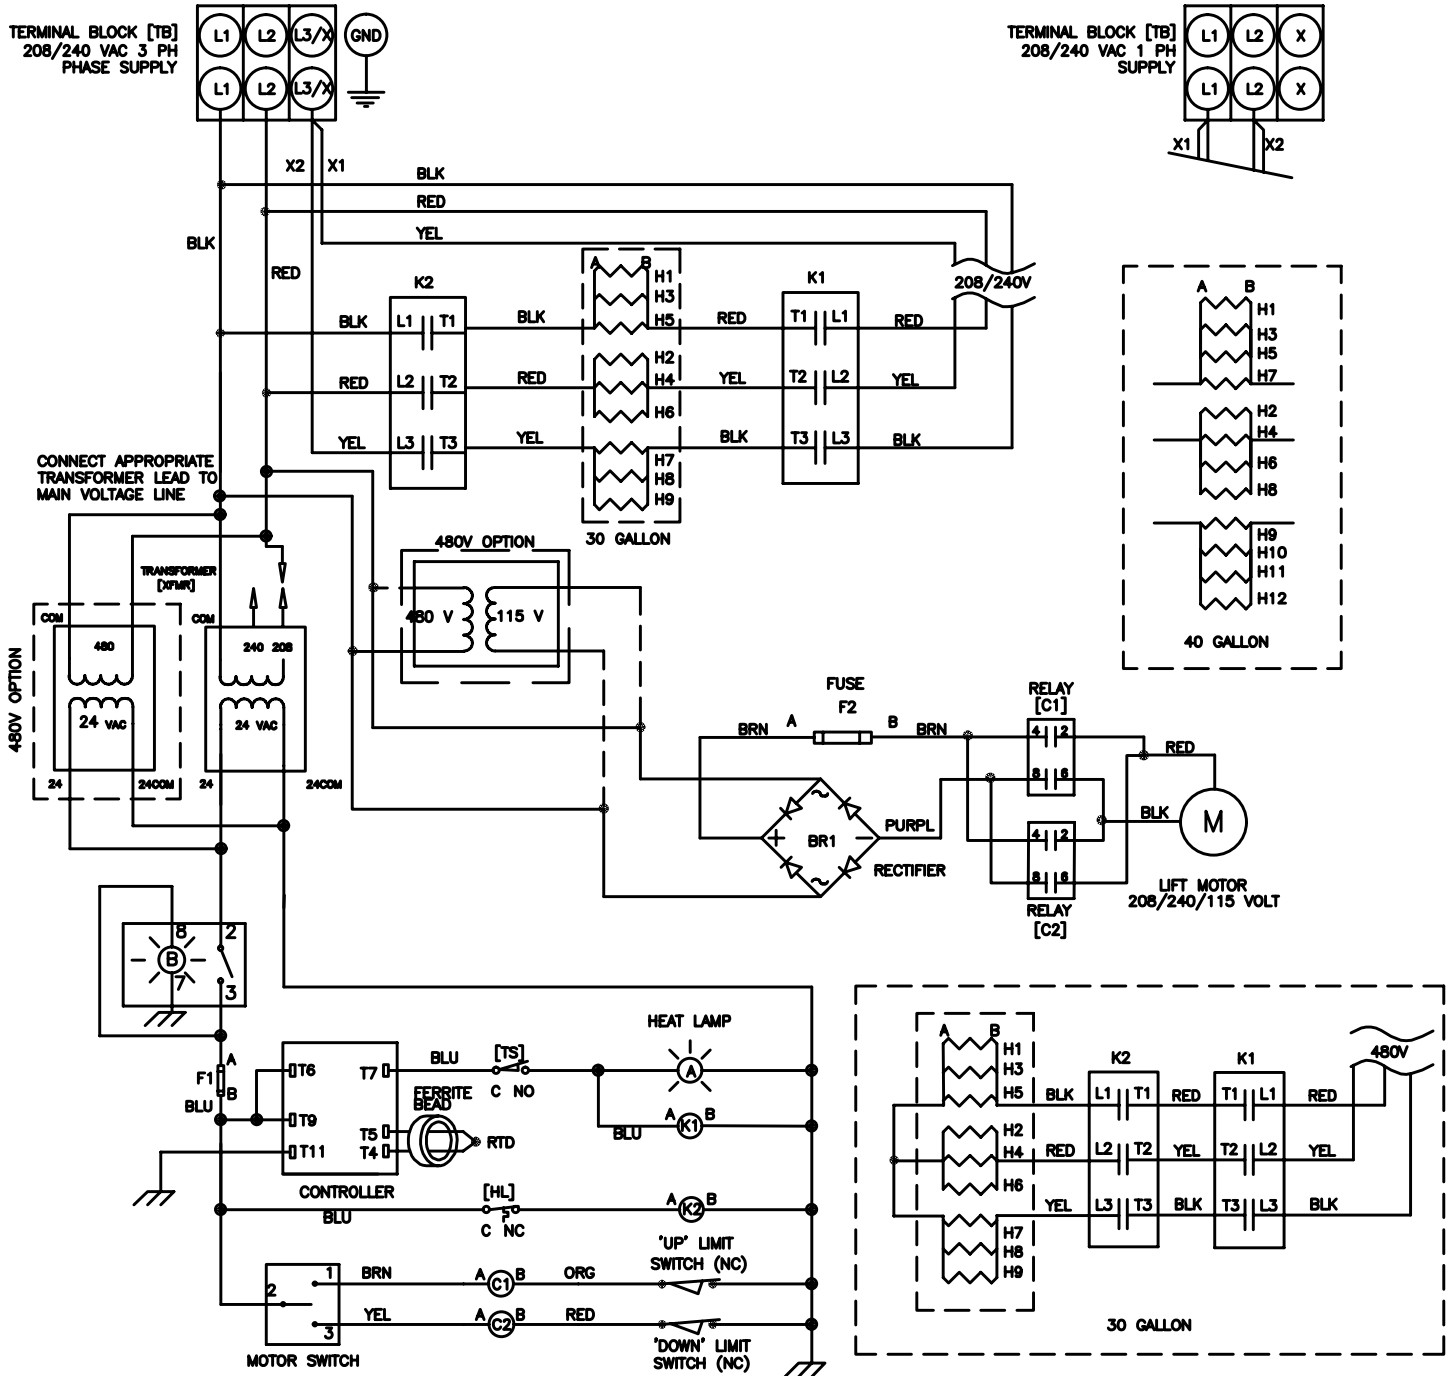 TERMINAL BLOCK [TB]
208/240 VAC 3 PH
PHASE SUPPLY
L1 L2 L3/X GND
L1 L2 L3/X
TERMINAL BLOCK [TB]
208/240 VAC 1 PH
SUPPLY
L1 L2 X
L1 L2 X
X1 X2
X2 X1
BLK
RED
YEL
BLK
RED
208/240V
K2
A B
K1
H1
H3
H5
H2
H4
H6
H7
H8
H9
30 GALLON
BLK L1 T1 BLK RED T1 L1 RED
RED L2 T2 RED YEL T2 L2 YEL
YEL L3 T3 YEL BLK T3 L3 BLK
A B
H1
H3
H5
H7
H2
H4
H6
H8
H9
H10
H11
H12
40 GALLON
CONNECT APPROPRIATE
TRANSFORMER LEAD TO
MAIN VOLTAGE LINE
TRANSFORMER
[XFMR]
480V OPTION
COM
480
24 VAC
24 24COM
COM
240 208
24 VAC
24 24COM
480V OPTION
480 V 115 V
FUSE
F2
BRN A B BRN
RELAY
[C1]
4 2
8 6
RED
BLK
M
LIFT MOTOR
208/240/115 VOLT
4 2
8 6
RELAY
[C2]
BR1
+ −
~
~
PURPL
RECTIFIER
8 2
B
7 3
F1 A
B
BLU
T6
T9
T11
T7
T5
T4
CONTROLLER
BLU [TS]
C NO
FERRITE
BEAD
RTD
HEAT LAMP
A
BLU A K1 B
BLU
[HL]
C NC
A K2 B
'UP' LIMIT
SWITCH (NC)
1 BRN A C1 B ORG
2
3 YEL A C2 B RED
'DOWN' LIMIT
SWITCH (NC)
MOTOR SWITCH
A B
H1
H3
H5
H2
H4
H6
H7
H8
H9
K2 K1
480V
BLK L1 T1 RED T1 L1 RED
RED L2 T2 YEL T2 L2 YEL
YEL L3 T3 BLK T3 L3 BLK
30 GALLON